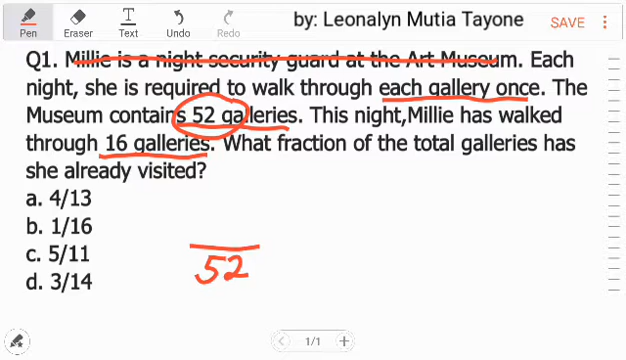 by: Leonalyn Mutia Tayone
SAVE
Pen
Eraser
Text
Undo
Redo
Q1. Millie is a night security guard at the Art Museum. Each
night, she is required to walk through each gallery once. The
Museum contains 52 galleries. This night,Millie has walked
through 16 galleries. What fraction of the total galleries has
she already visited?
a. 4/13
b. 1/16
c. 5/11
d. 3/14
52
1/1